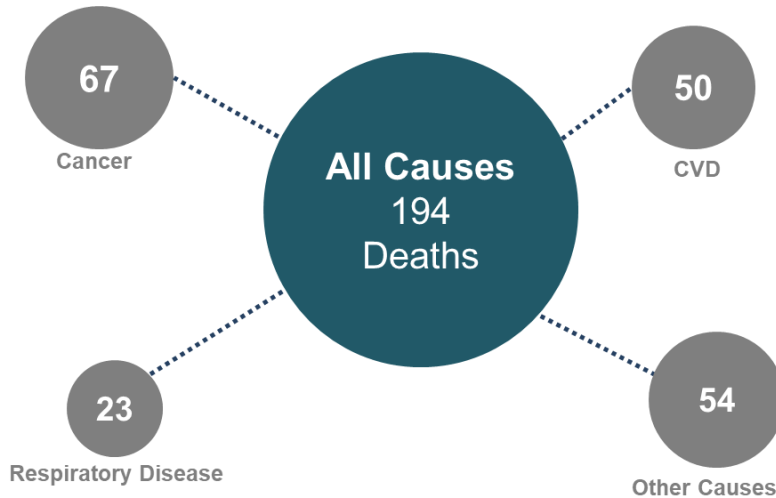 67
Cancer
50
CVD
All Causes
194
Deaths
23
Respiratory Disease
54
Other Causes